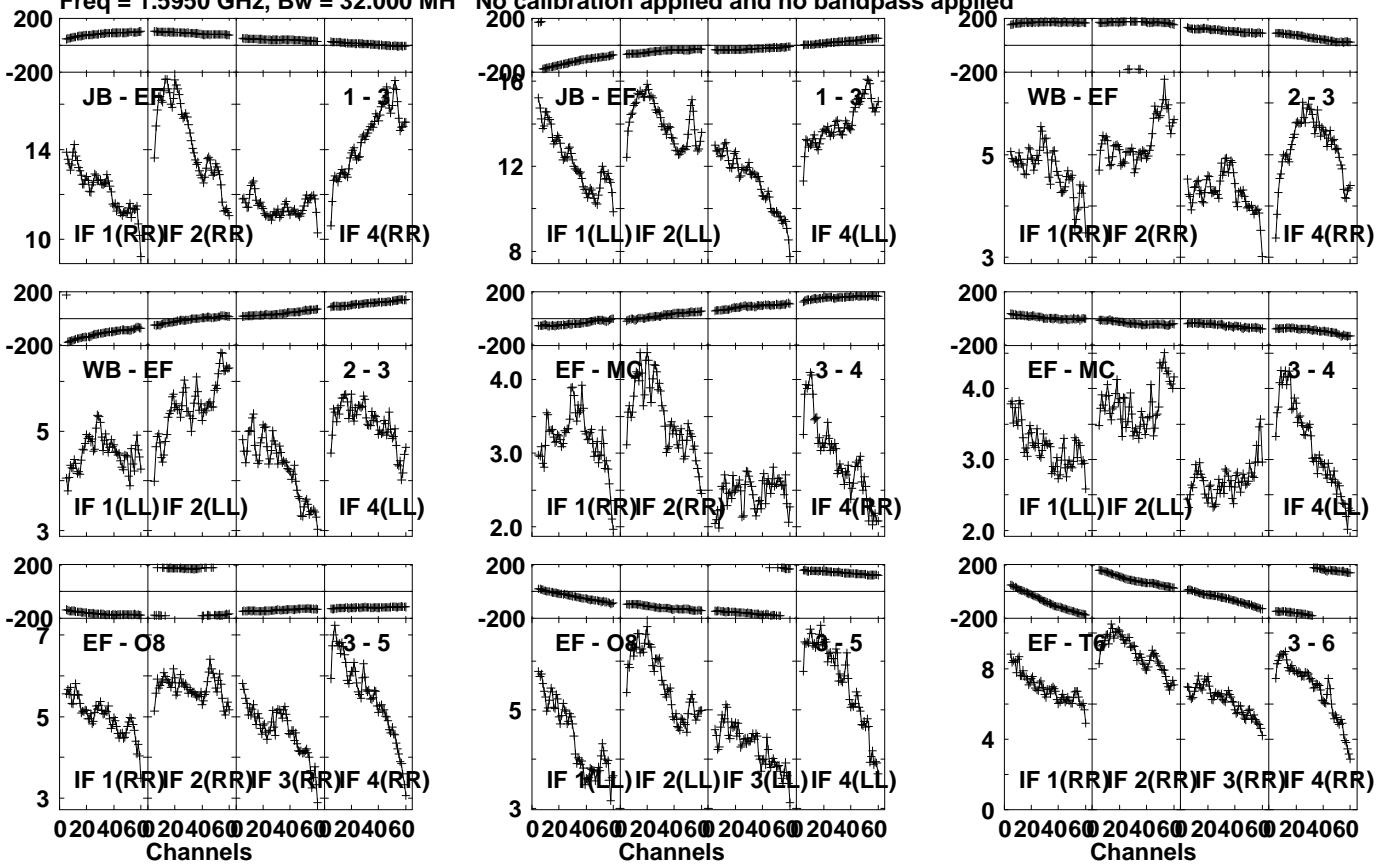 Freq = 1.5950 GHz, Bw = 32.000 MH No calibration applied and no bandpass applied
200
-200
JB - EF
1 - 3
14
10
IF 1(RR)
IF 2(RR)
IF 4(RR)
-200
16
JB - EF
1 - 3
12
8
IF 1(LL)
IF 2(LL)
IF 4(LL)
200
-200
WB - EF
2 - 3
5
3
IF 1(RR)
IF 2(RR)
IF 4(RR)
200
-200
WB - EF
2 - 3
5
3
IF 1(LL)
IF 2(LL)
IF 4(LL)
200
-200
EF - MC
3 - 4
4.0
3.0
2.0
IF 1(RR)
IF 2(RR)
IF 4(RR)
200
-200
EF - MC
3 - 4
4.0
3.0
2.0
IF 1(LL)
IF 2(LL)
IF 4(LL)
200
-200
7
EF - O8
3 - 5
5
3
IF 1(RR)
IF 2(RR)
IF 3(RR)
IF 4(RR)
0 20 40 60 0 20 40 60 0 20 40 60 0 20 40 60
Channels
200
-200
EF - O8
3 - 5
5
3
IF 1(LL)
IF 2(LL)
IF 3(LL)
IF 4(LL)
0 20 40 60 0 20 40 60 0 20 40 60 0 20 40 60
Channels
200
-200
EF - T6
3 - 6
8
4
0
IF 1(RR)
IF 2(RR)
IF 3(RR)
IF 4(RR)
0 20 40 60 0 20 40 60 0 20 40 60 0 20 40 60
Channels